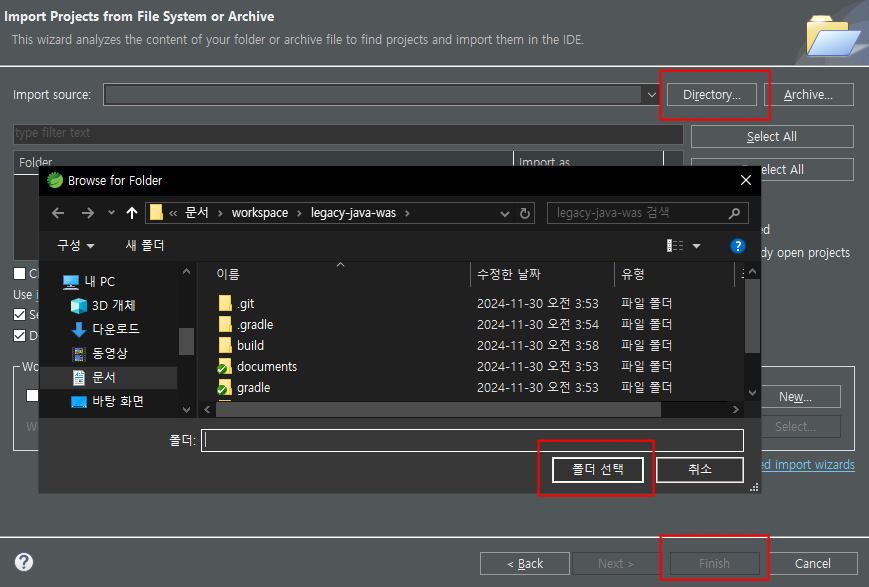 Import Projects from File System or Archive
This wizard analyzes the content of your folder or archive file to find projects and import them in the IDE.
Import source:
Directory...
Archive...
type filter text
Select All
Folder
Import as
elect All
Browse for Folder
« 문서 › workspace › legacy-java-was ›
legacy-java-was 검색
구성
새 폴더
ed
dy open projects
내 PC
3D 개체
다운로드
동영상
문서
바탕 화면
이름
수정한 날짜
유형
.git
2024-11-30 오전 3:53
파일 폴더
.gradle
2024-11-30 오전 3:54
파일 폴더
build
2024-11-30 오전 3:58
파일 폴더
documents
2024-11-30 오전 3:53
파일 폴더
gradle
2024-11-30 오전 3:53
파일 폴더
Use
Wo
New...
Select...
폴더:
폴더 선택
취소
ed import wizards
< Back
Next >
Finish
Cancel